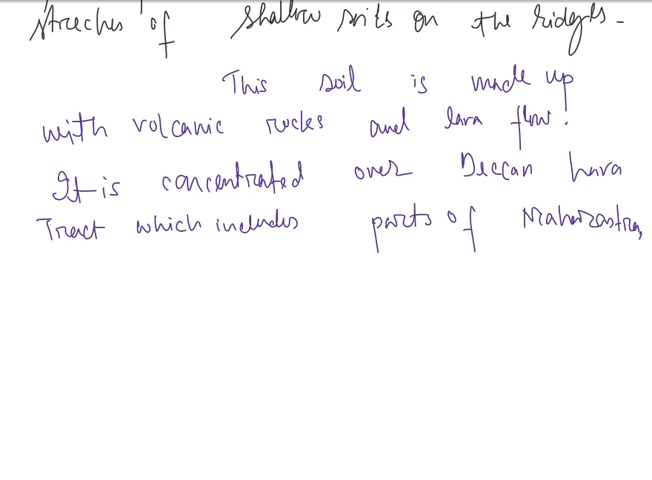 streches of shallow soils on the ridges.
This soil is made up
with volcanic rocks and lava flow.
It is concentrated over Deccan lava
Tract which includes parts of Maharastra,